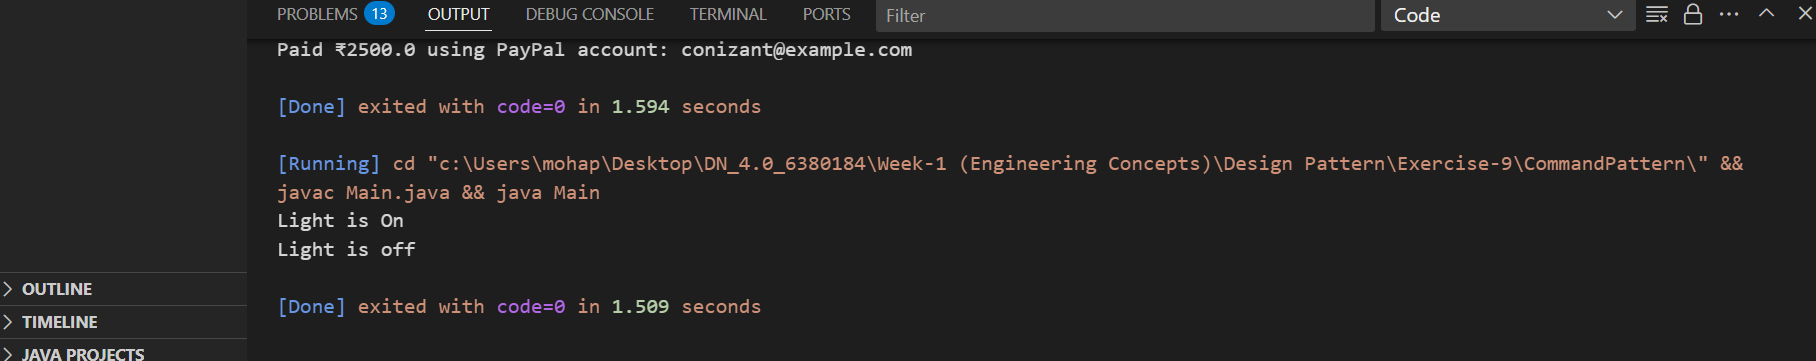 PROBLEMS 13 OUTPUT DEBUG CONSOLE TERMINAL PORTS Filter Code
Paid ₹2500.0 using PayPal account: conizant@example.com
[Done] exited with code=0 in 1.594 seconds
[Running] cd "c:\Users\mohap\Desktop\DN_4.0_6380184\Week-1 (Engineering Concepts)\Design Pattern\Exercise-9\CommandPattern\" &&
javac Main.java && java Main
Light is On
Light is off
[Done] exited with code=0 in 1.509 seconds
OUTLINE
TIMELINE
JAVA PROJECTS